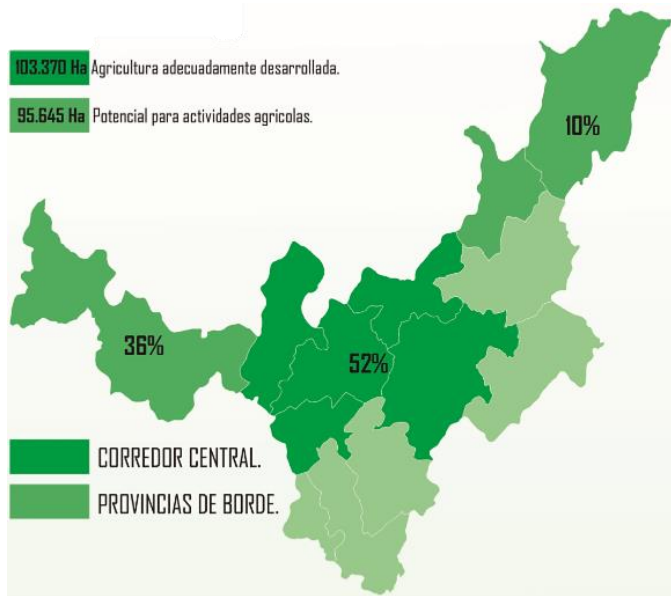 103.370 Ha Agricultura adecuadamente desarrollada.
95.645 Ha Potencial para actividades agrícolas.
10%
36%
52%
CORREDOR CENTRAL.
PROVINCIAS DE BORDE.